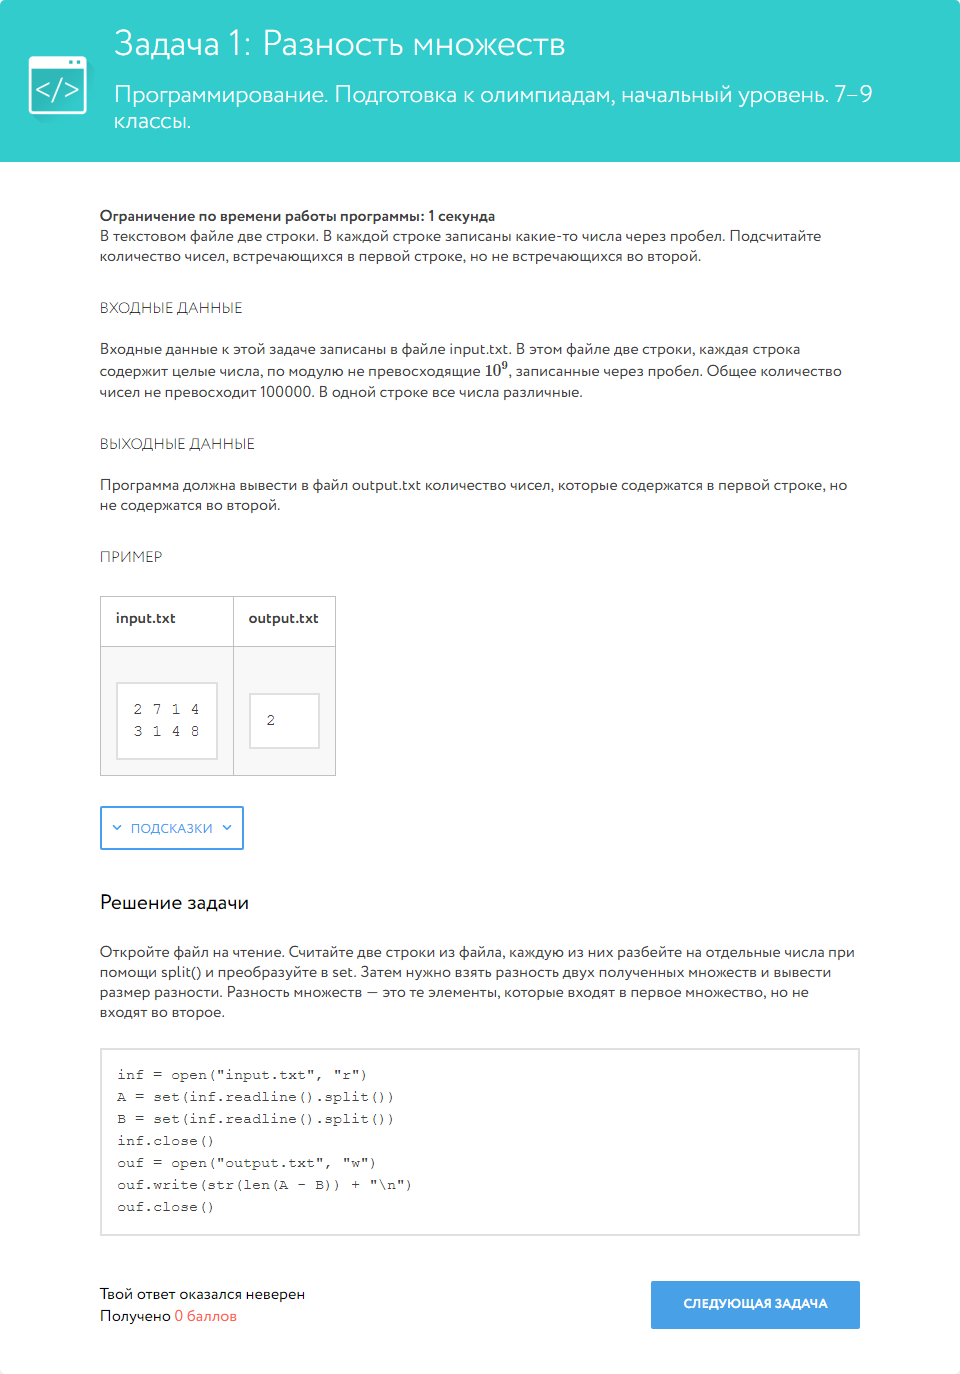 </>
Задача 1: Разность множеств
Программирование. Подготовка к олимпиадам, начальный уровень. 7–9
классы.
Ограничение по времени работы программы: 1 секунда
В текстовом файле две строки. В каждой строке записаны какие-то числа через пробел. Подсчитайте
количество чисел, встречающихся в первой строке, но не встречающихся во второй.
ВХОДНЫЕ ДАННЫЕ
Входные данные к этой задаче записаны в файле input.txt. В этом файле две строки, каждая строка
содержит целые числа, по модулю не превосходящие 10⁹, записанные через пробел. Общее количество
чисел не превосходит 100000. В одной строке все числа различные.
ВЫХОДНЫЕ ДАННЫЕ
Программа должна вывести в файл output.txt количество чисел, которые содержатся в первой строке, но
не содержатся во второй.
ПРИМЕР
input.txt output.txt
2 7 1 4
3 1 4 8
2
ПОДСКАЗКИ
Решение задачи
Откройте файл на чтение. Считайте две строки из файла, каждую из них разбейте на отдельные числа при
помощи split() и преобразуйте в set. Затем нужно взять разность двух полученных множеств и вывести
размер разности. Разность множеств — это те элементы, которые входят в первое множество, но не
входят во второе.
inf = open("input.txt", "r")
A = set(inf.readline().split())
B = set(inf.readline().split())
inf.close()
ouf = open("output.txt", "w")
ouf.write(str(len(A - B)) + "\n")
ouf.close()
Твой ответ оказался неверен
Получено 0 баллов
СЛЕДУЮЩАЯ ЗАДАЧА